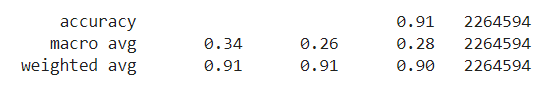 accuracy 0.91 2264594
macro avg 0.34 0.26 0.28 2264594
weighted avg 0.91 0.91 0.90 2264594